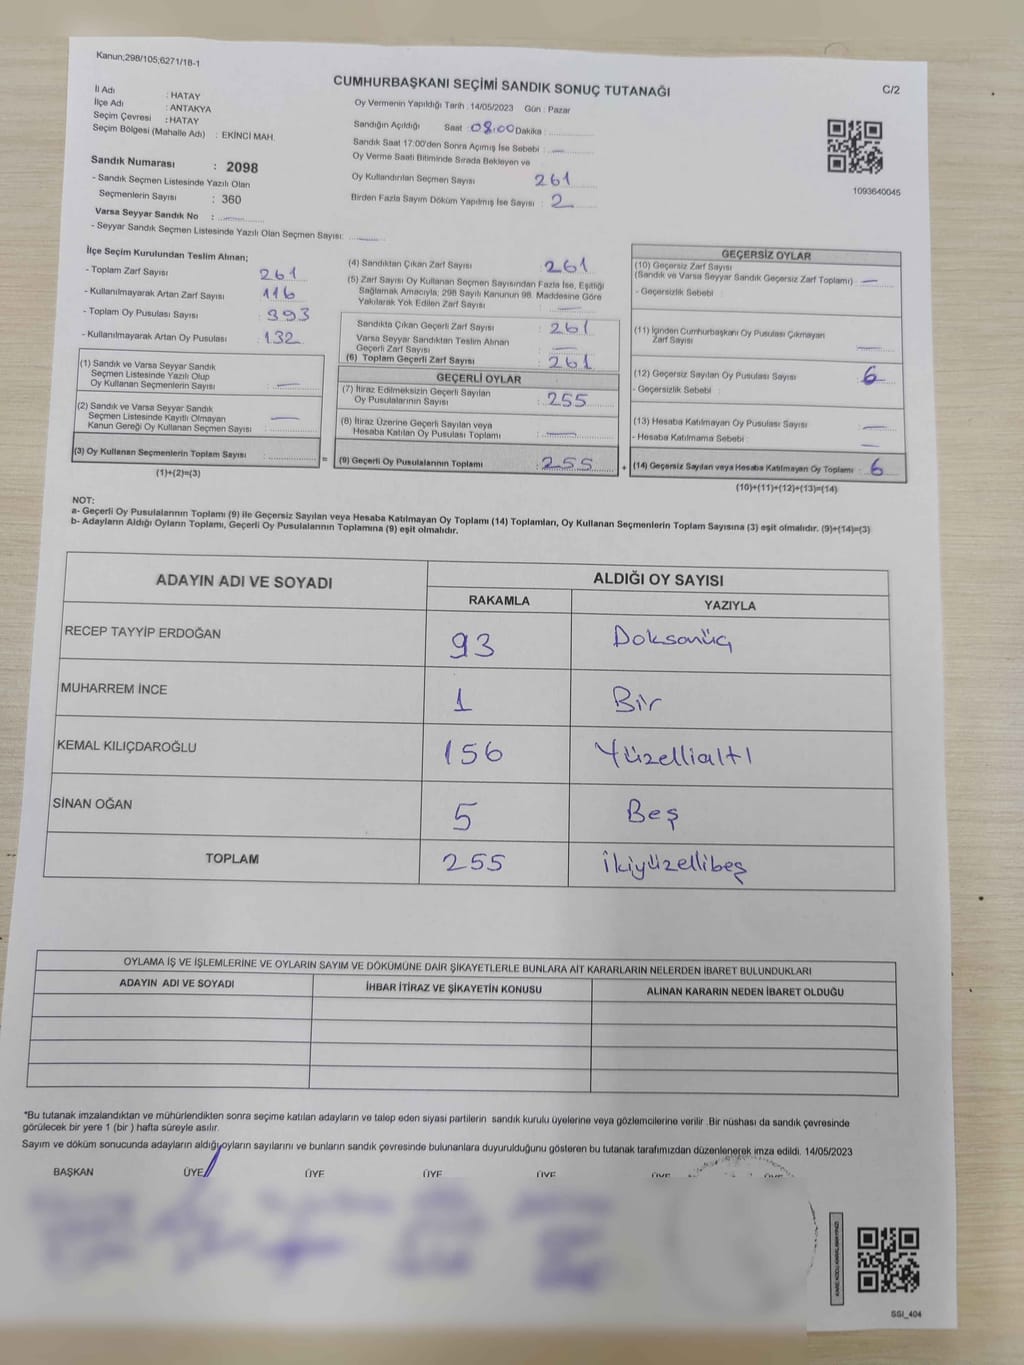 Kanun;298/105;6271/18-1
CUMHURBAŞKANI SEÇİMİ SANDIK SONUÇ TUTANAĞI
C/2
İl Adı : HATAY
İlçe Adı : ANTAKYA
Seçim Çevresi : HATAY
Seçim Bölgesi (Mahalle Adı) : EKİNCİ MAH.
Sandık Numarası : 2098
- Sandık Seçmen Listesinde Yazılı Olan
Seçmenlerin Sayısı : 360
Varsa Seyyar Sandık No :
- Seyyar Sandık Seçmen Listesinde Yazılı Olan Seçmen Sayısı:
Oy Vermenin Yapıldığı Tarih : 14/05/2023 Gün : Pazar
Sandığın Açıldığı Saat : 08:00 Dakika :
Sandık Saat 17:00'den Sonra Açımış İse Sebebi : —
Oy Verme Saati Bitiminde Sırada Bekleyen ve
Oy Kullandırılan Seçmen Sayısı 261
Birden Fazla Sayım Döküm Yapılmış İse Sayısı : 2
1093640045
İlçe Seçim Kurulundan Teslim Alınan;
- Toplam Zarf Sayısı 261
- Kullanılmayarak Artan Zarf Sayısı 116
- Toplam Oy Pusulası Sayısı : 393
- Kullanılmayarak Artan Oy Pusulası : 132
(1) Sandık ve Varsa Seyyar Sandık
Seçmen Listesinde Yazılı Olup
Oy Kullanan Seçmenlerin Sayısı : —
(2) Sandık ve Varsa Seyyar Sandık
Seçmen Listesinde Kayıtlı Olmayan
Kanun Gereği Oy Kullanan Seçmen Sayısı : —
(3) Oy Kullanan Seçmenlerin Toplam Sayısı :
(1)+(2)=(3)
=
(4) Sandıktan Çıkan Zarf Sayısı : 261
(5) Zarf Sayısı Oy Kullanan Seçmen Sayısından Fazla İse, Eşitliği
Sağlamak Amacıyla, 298 Sayılı Kanunun 98. Maddesine Göre
Yakılarak Yok Edilen Zarf Sayısı : —
Sandıkta Çıkan Geçerli Zarf Sayısı : 261
Varsa Seyyar Sandıktan Teslim Alınan
Geçerli Zarf Sayısı : —
(6) Toplam Geçerli Zarf Sayısı : 261
GEÇERLİ OYLAR
(7) İtiraz Edilmeksizin Geçerli Sayılan
Oy Pusulalarının Sayısı : 255
(8) İtiraz Üzerine Geçerli Sayılan veya
Hesaba Katılan Oy Pusulası Toplamı : —
(9) Geçerli Oy Pusulalarının Toplamı : 255
+
GEÇERSİZ OYLAR
(10) Geçersiz Zarf Sayısı
(Sandık ve Varsa Seyyar Sandık Geçersiz Zarf Toplamı) : —
- Geçersizlik Sebebi :
(11) İçinden Cumhurbaşkanı Oy Pusulası Çıkmayan
Zarf Sayısı : —
(12) Geçersiz Sayılan Oy Pusulası Sayısı : 6
- Geçersizlik Sebebi :
(13) Hesaba Katılmayan Oy Pusulası Sayısı : —
- Hesaba Katılmama Sebebi : —
(14) Geçersiz Sayılan veya Hesaba Katılmayan Oy Toplamı : 6
(10)+(11)+(12)+(13)=(14)
NOT:
a- Geçerli Oy Pusulalarının Toplamı (9) ile Geçersiz Sayılan veya Hesaba Katılmayan Oy Toplamı (14) Toplamları, Oy Kullanan Seçmenlerin Toplam Sayısına (3) eşit olmalıdır. (9)+(14)=(3)
b- Adayların Aldığı Oyların Toplamı, Geçerli Oy Pusulalarının Toplamına (9) eşit olmalıdır.
ADAYIN ADI VE SOYADI ALDIĞI OY SAYISI
RAKAMLA YAZIYLA
RECEP TAYYİP ERDOĞAN 93 Doksanüç
MUHARREM İNCE 1 Bir
KEMAL KILIÇDAROĞLU 156 Yüzellialtı
SİNAN OĞAN 5 Beş
TOPLAM 255 ikiyüzellibeş
OYLAMA İŞ VE İŞLEMLERİNE VE OYLARIN SAYIM VE DÖKÜMÜNE DAİR ŞİKAYETLERLE BUNLARA AİT KARARLARIN NELERDEN İBARET BULUNDUKLARI
ADAYIN ADI VE SOYADI İHBAR İTİRAZ VE ŞİKAYETİN KONUSU ALINAN KARARIN NEDEN İBARET OLDUĞU
*Bu tutanak imzalandıktan ve mühürlendikten sonra seçime katılan adayların ve talep eden siyasi partilerin sandık kurulu üyelerine veya gözlemcilerine verilir .Bir nüshası da sandık çevresinde
görülecek bir yere 1 (bir ) hafta süreyle asılır.
Sayım ve döküm sonucunda adayların aldığı oyların sayılarını ve bunların sandık çevresinde bulunanlara duyurulduğunu gösteren bu tutanak tarafımızdan düzenlenerek imza edildi. 14/05/2023
BAŞKAN ÜYE ÜYE ÜYE ÜYE ÜYE ÜYE
SSI_404